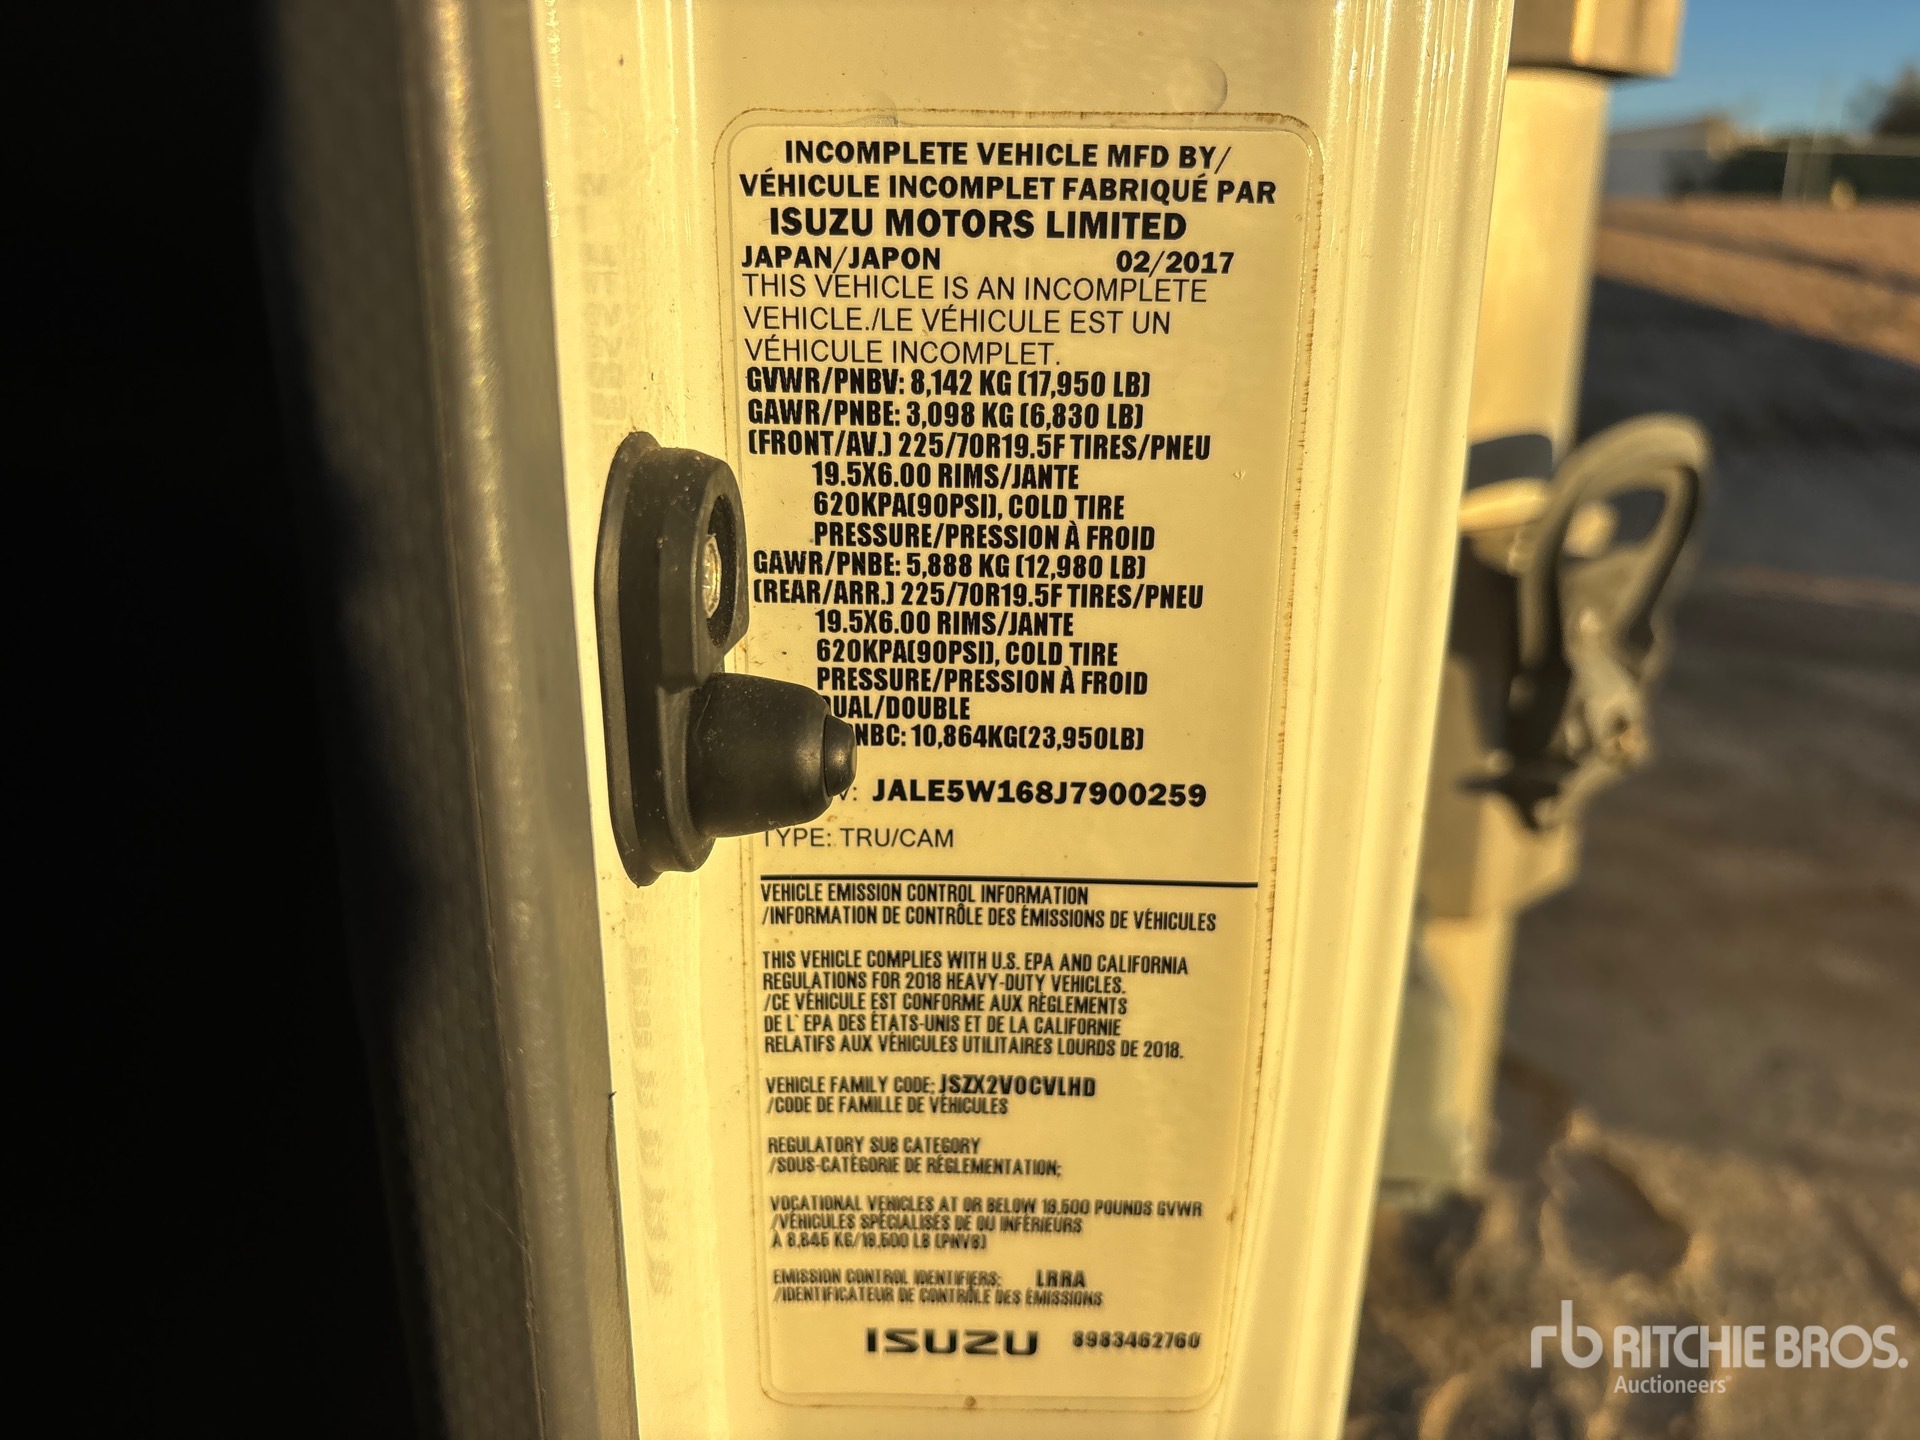 INCOMPLETE VEHICLE MFD BY/
VÉHICULE INCOMPLET FABRIQUÉ PAR
ISUZU MOTORS LIMITED
JAPAN/JAPON 02/2017
THIS VEHICLE IS AN INCOMPLETE
VEHICLE./LE VÉHICULE EST UN
VÉHICULE INCOMPLET.
GVWR/PNBV: 8,142 KG (17,950 LB)
GAWR/PNBE: 3,098 KG (6,830 LB)
(FRONT/AV.) 225/70R19.5F TIRES/PNEU
19.5X6.00 RIMS/JANTE
620KPA(90PSI), COLD TIRE
PRESSURE/PRESSION À FROID
GAWR/PNBE: 5,888 KG (12,980 LB)
(REAR/ARR.) 225/70R19.5F TIRES/PNEU
19.5X6.00 RIMS/JANTE
620KPA(90PSI), COLD TIRE
PRESSURE/PRESSION À FROID
UAL/DOUBLE
NBC: 10,864KG(23,950LB)
V: JALE5W168J7900259
TYPE: TRU/CAM
VEHICLE EMISSION CONTROL INFORMATION
/INFORMATION DE CONTRÔLE DES ÉMISSIONS DE VÉHICULES
THIS VEHICLE COMPLIES WITH U.S. EPA AND CALIFORNIA
REGULATIONS FOR 2018 HEAVY-DUTY VEHICLES.
/CE VÉHICULE EST CONFORME AUX RÈGLEMENTS
DE L' EPA DES ÉTATS-UNIS ET DE LA CALIFORNIE
RELATIFS AUX VÉHICULES UTILITAIRES LOURDS DE 2018.
VEHICLE FAMILY CODE: JSZX2VOCVLHD
/CODE DE FAMILLE DE VÉHICULES
REGULATORY SUB CATEGORY
/SOUS-CATÉGORIE DE RÉGLEMENTATION;
VOCATIONAL VEHICLES AT OR BELOW 19,500 POUNDS GVWR
/VÉHICULES SPÉCIALISÉS DE OU INFÉRIEURS
À 8,845 KG/19,500 LB (PNVB)
EMISSION CONTROL IDENTIFIERS: LRRA
/IDENTIFICATEUR DE CONTRÔLE DES ÉMISSIONS
ISUZU 8983462760
rb RITCHIE BROS.
Auctioneers